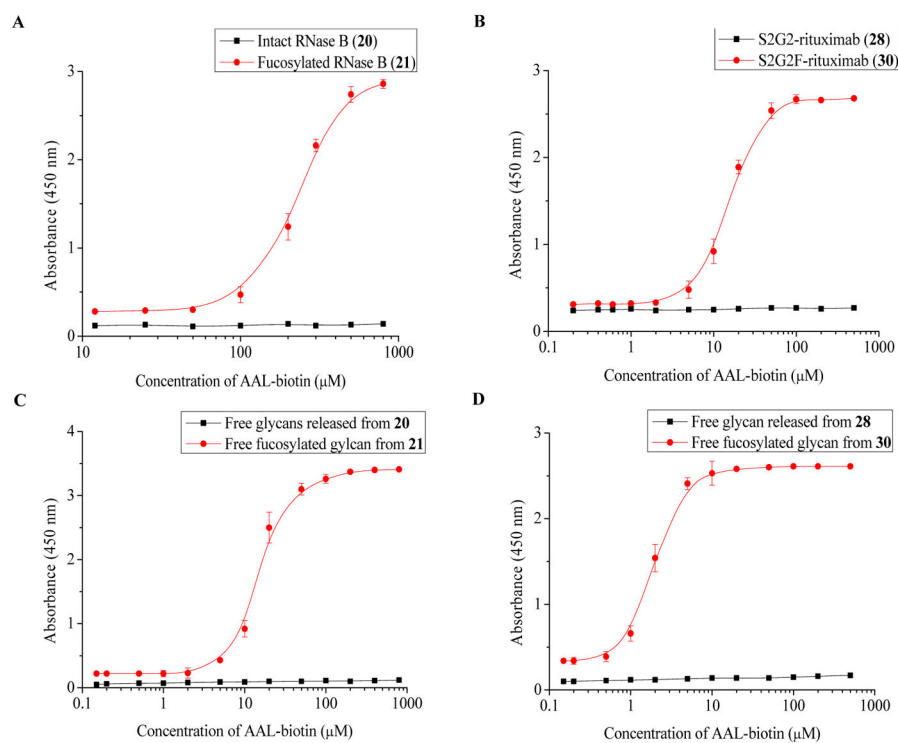 A
Intact RNase B (20)
Fucosylated RNase B (21)
3
2
1
0
Absorbance (450 nm)
10
100
1000
Concentration of AAL-biotin (μM)
B
S2G2-rituximab (28)
S2G2F-rituximab (30)
3
2
1
0
Absorbance (450 nm)
0.1
1
10
100
1000
Concentration of AAL-biotin (μM)
C
Free glycans released from 20
Free fucosylated gylcan from 21
4
3
2
1
0
Absorbance (450 nm)
0.1
1
10
100
1000
Concentration of AAL-biotin (μM)
D
Free glycan released from 28
Free fucosylated glycan from 30
3
2
1
0
Absorbance (450 nm)
0.1
1
10
100
1000
Concentration of AAL-biotin (μM)